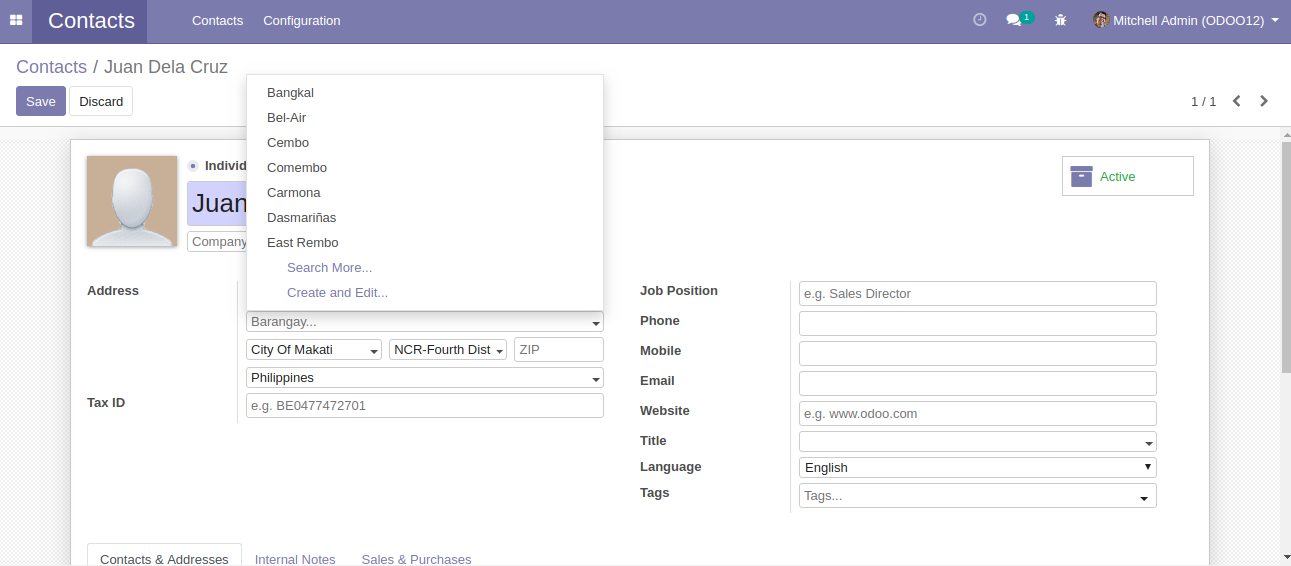 Contacts Contacts Configuration 1 Mitchell Admin (ODOO12)
Contacts / Juan Dela Cruz
Save Discard 1 / 1
Bangkal
Bel-Air
Cembo
Comembo
Carmona
Dasmariñas
East Rembo
Search More...
Create and Edit...
Individ
Juan
Company
Active
Address
Barangay...
City Of Makati NCR-Fourth Dist ZIP
Philippines
Tax ID e.g. BE0477472701
Job Position e.g. Sales Director
Phone
Mobile
Email
Website e.g. www.odoo.com
Title
Language English
Tags Tags...
Contacts & Addresses Internal Notes Sales & Purchases